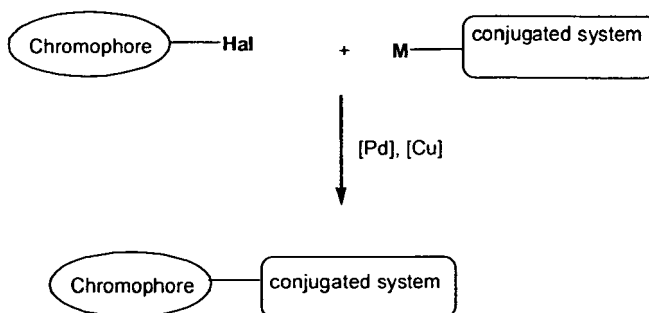 Chromophore Hal + M conjugated system
[Pd], [Cu]
Chromophore conjugated system